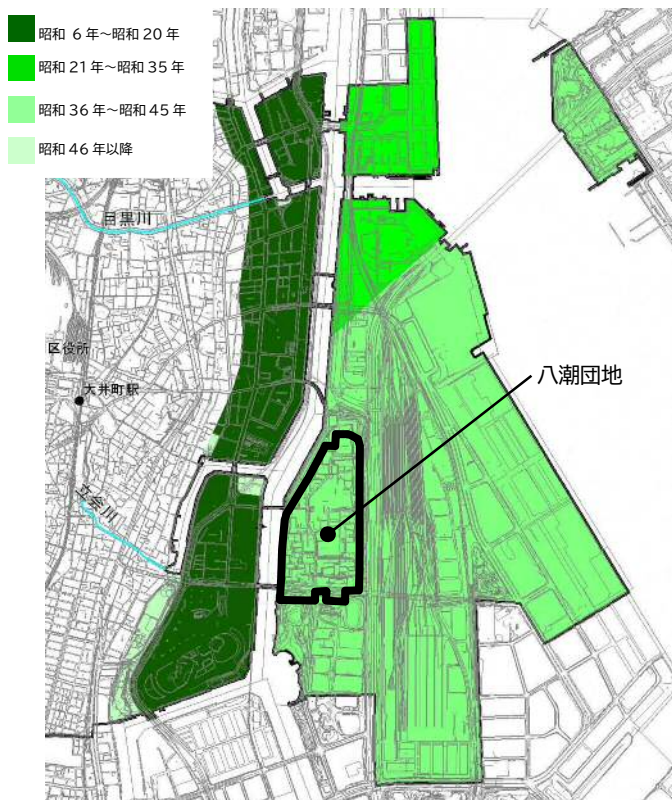 昭和 6 年～昭和 20 年
昭和 21 年～昭和 35 年
昭和 36 年～昭和 45 年
昭和 46 年以降
目黒川
区役所
大井町駅
八潮団地
立会川